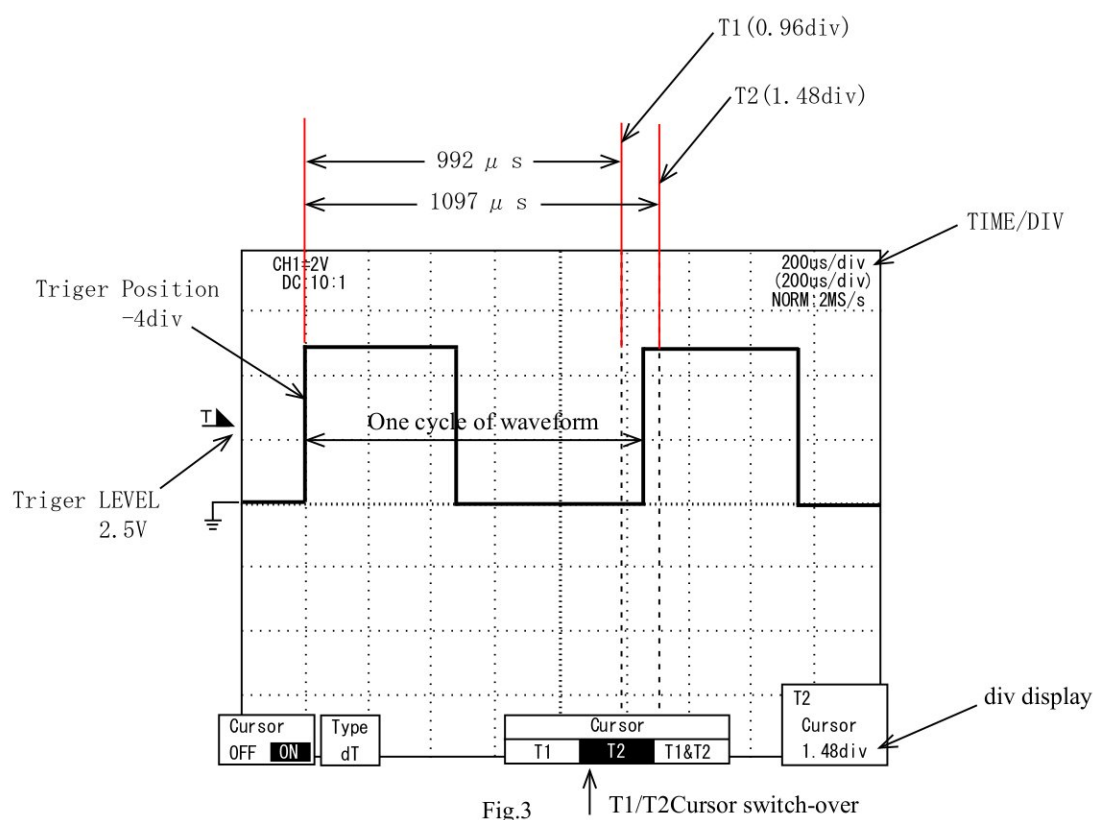 T1(0.96div)
T2(1.48div)
992 μ s
1097 μ s
TIME/DIV
CH1=2V
DC 10:1
200us/div
(200us/div)
NORM:2MS/s
Triger Position
-4div
T
One cycle of waveform
Triger LEVEL
2.5V
T2
Cursor
1.48div
div display
Cursor
OFF ON
Type
dT
Cursor
T1 T2 T1&T2
Fig.3
T1/T2Cursor switch-over